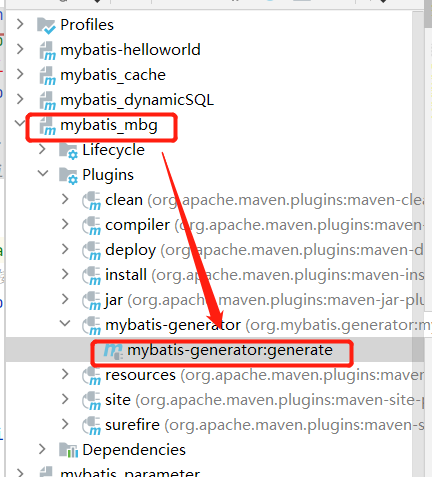 Profiles
mybatis-helloworld
mybatis_cache
mybatis_dynamicSQL
mybatis_mbg
Lifecycle
Plugins
clean (org.apache.maven.plugins:maven-clea
compiler (org.apache.maven.plugins:maven-
deploy (org.apache.maven.plugins:maven-d
install (org.apache.maven.plugins:maven-ins
jar (org.apache.maven.plugins:maven-jar-plu
mybatis-generator (org.mybatis.generator:m
mybatis-generator:generate
resources (org.apache.maven.plugins:maven
site (org.apache.maven.plugins:maven-site-p
surefire (org.apache.maven.plugins:maven-s
Dependencies
mybatis_parameter